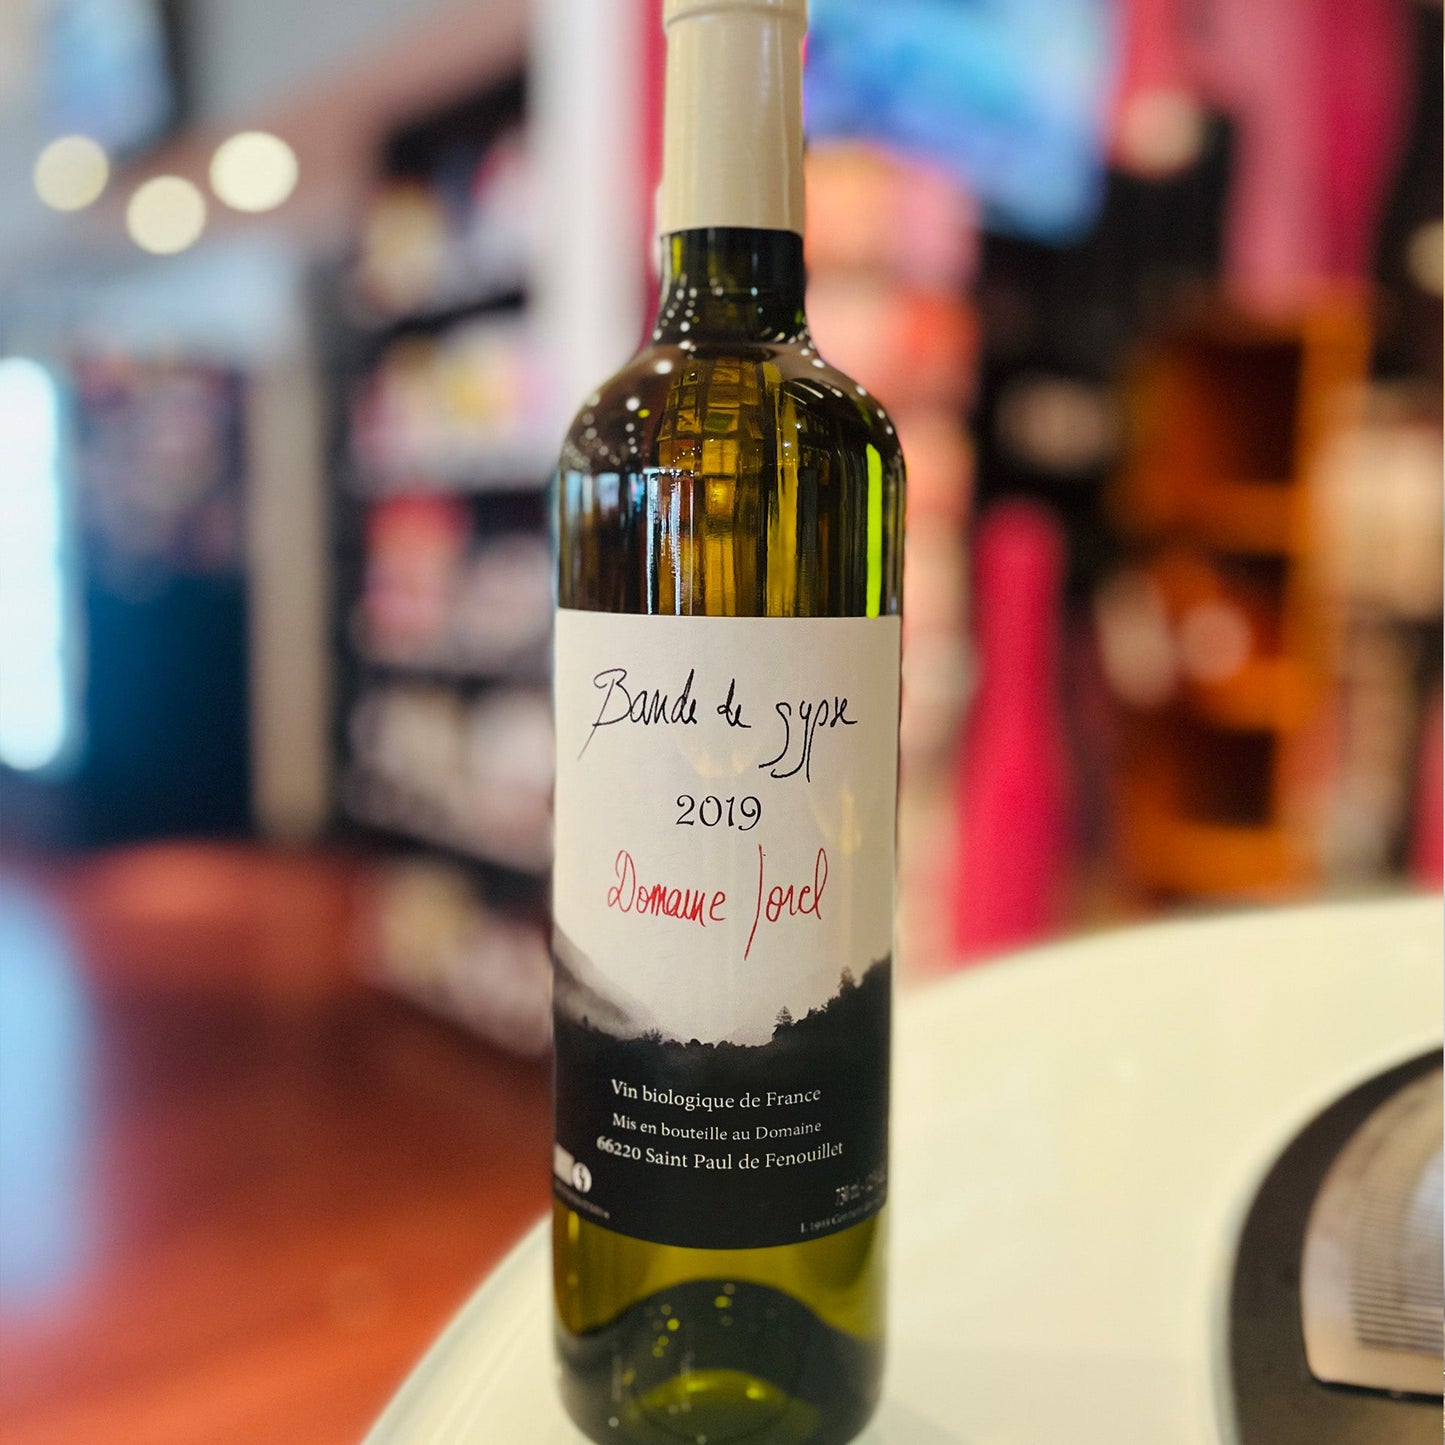 Bande de gypse
2019
Domaine Jorel
Vin biologique de France
Mis en bouteille au Domaine
66220 Saint Paul de Fenouillet